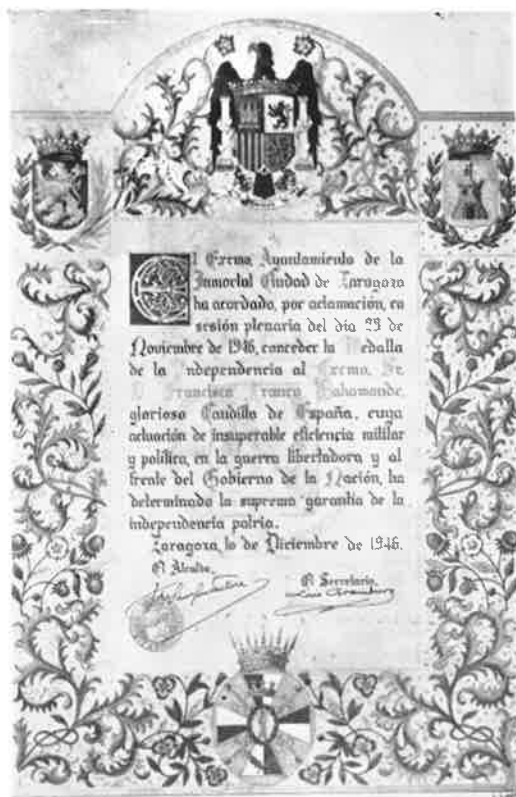 El Excmo. Ayuntamiento de la
Inmortal Ciudad de Zaragoza
ha acordado, por aclamación, en
sesión plenaria del día 29 de
Noviembre de 1946, conceder la Medalla
de la Independencia al Excmo. Sr.
D. Francisco Franco Bahamonde,
glorioso Caudillo de España, cuya
actuación de insuperable eficiencia militar
y política, en la guerra libertadora y al
frente del Gobierno de la Nación, ha
determinado la suprema garantía de la
independencia patria.
Zaragoza, 10 de Diciembre de 1946.
El Alcalde, El Secretario,